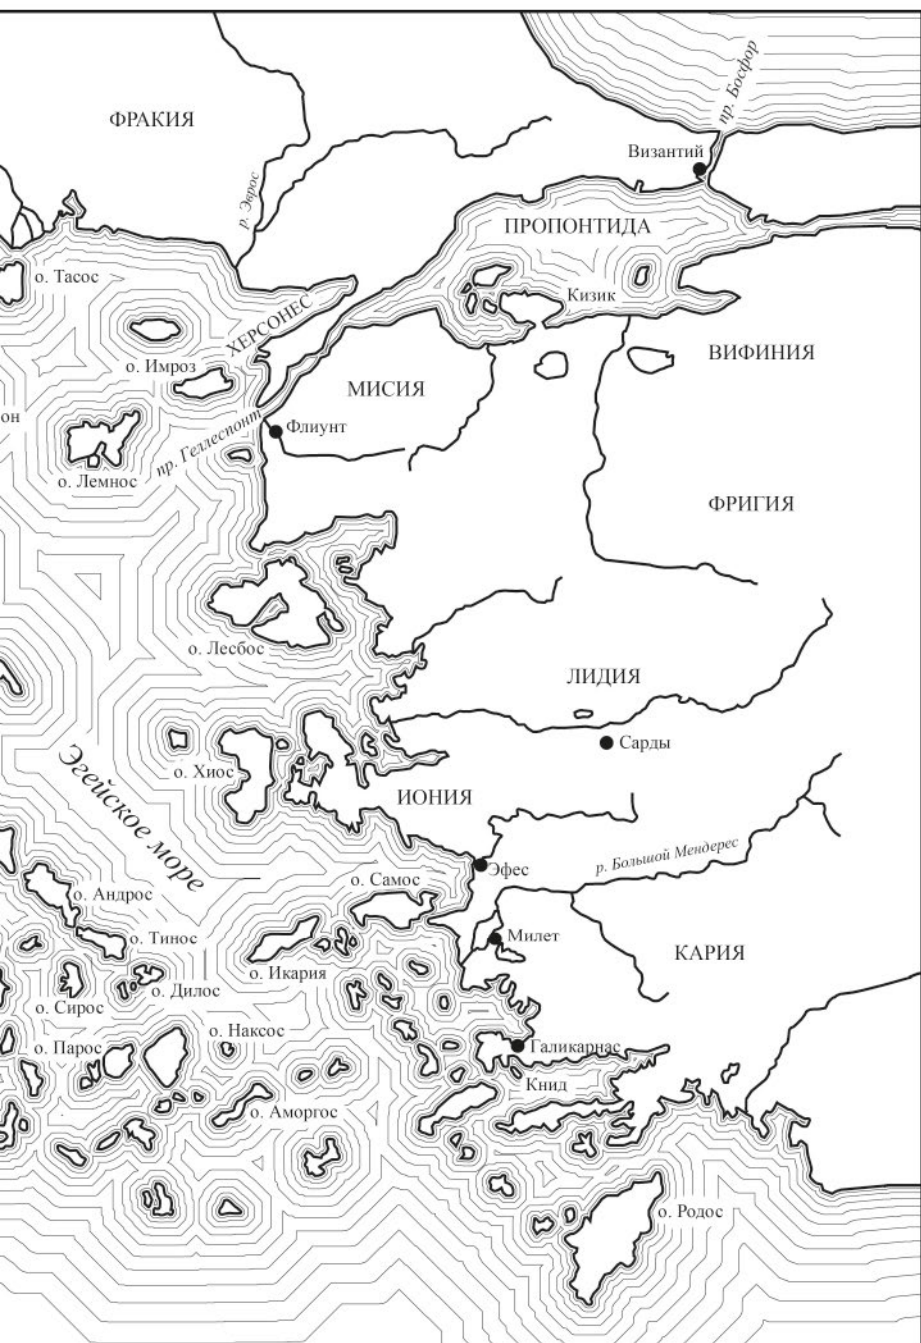 ФРАКИЯ
пр. Босфор
Византий
р. Эврос
ПРОПОНТИДА
о. Тасос
Кизик
ХЕРСОНЕС
ВИФИНИЯ
о. Имроз
МИСИЯ
он
Флиунт
пр. Геллеспонт
о. Лемнос
ФРИГИЯ
о. Лесбос
ЛИДИЯ
Сарды
Эгейское море
о. Хиос
ИОНИЯ
р. Большой Мендерес
Эфес
о. Самос
о. Андрос
о. Тинос
Милет
КАРИЯ
о. Икария
о. Дилос
о. Сирос
о. Наксос
о. Парос
Галикарнас
Книд
о. Аморгос
о. Родос